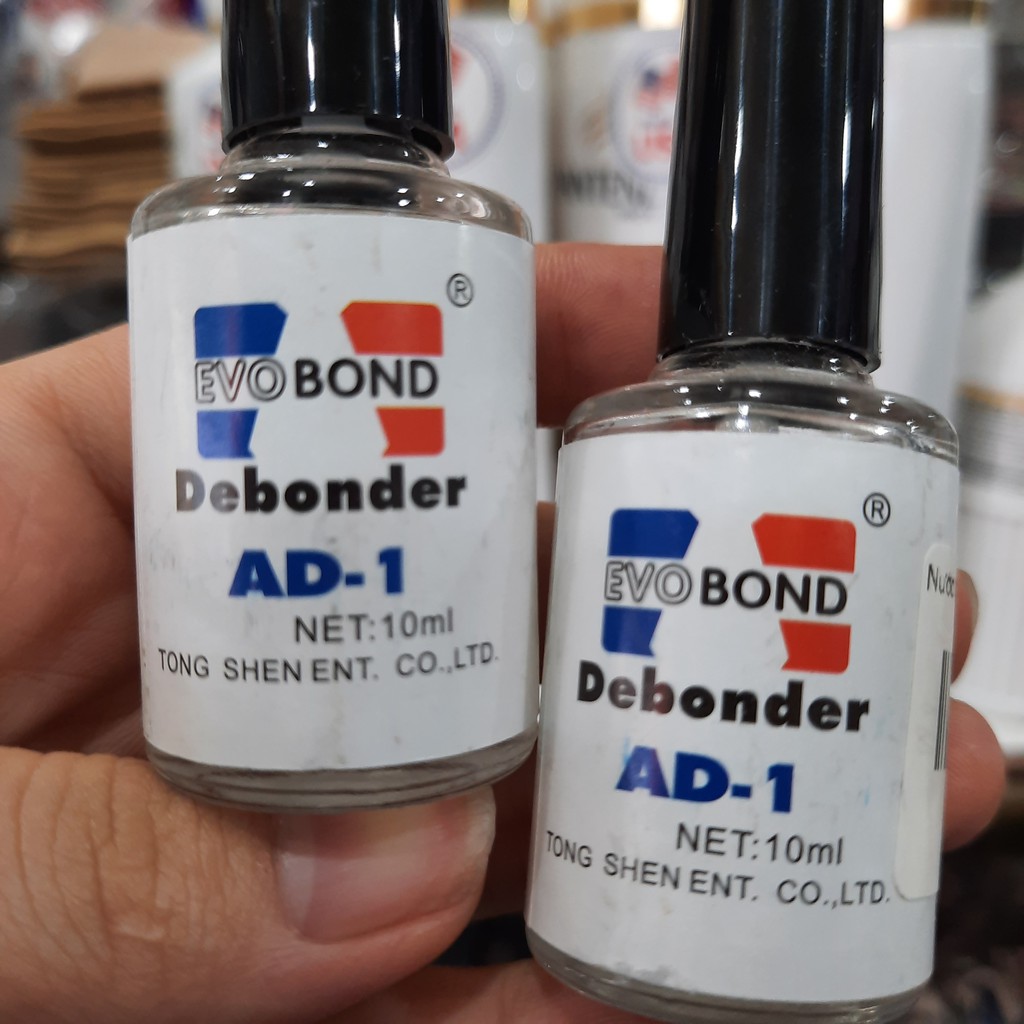 ®
EVOBOND
Debonder
AD-1
NET:10ml
TONG SHEN ENT. CO.,LTD.
®
EVOBOND
Debonder
AD-1
NET:10ml
TONG SHEN ENT. CO.,LTD.